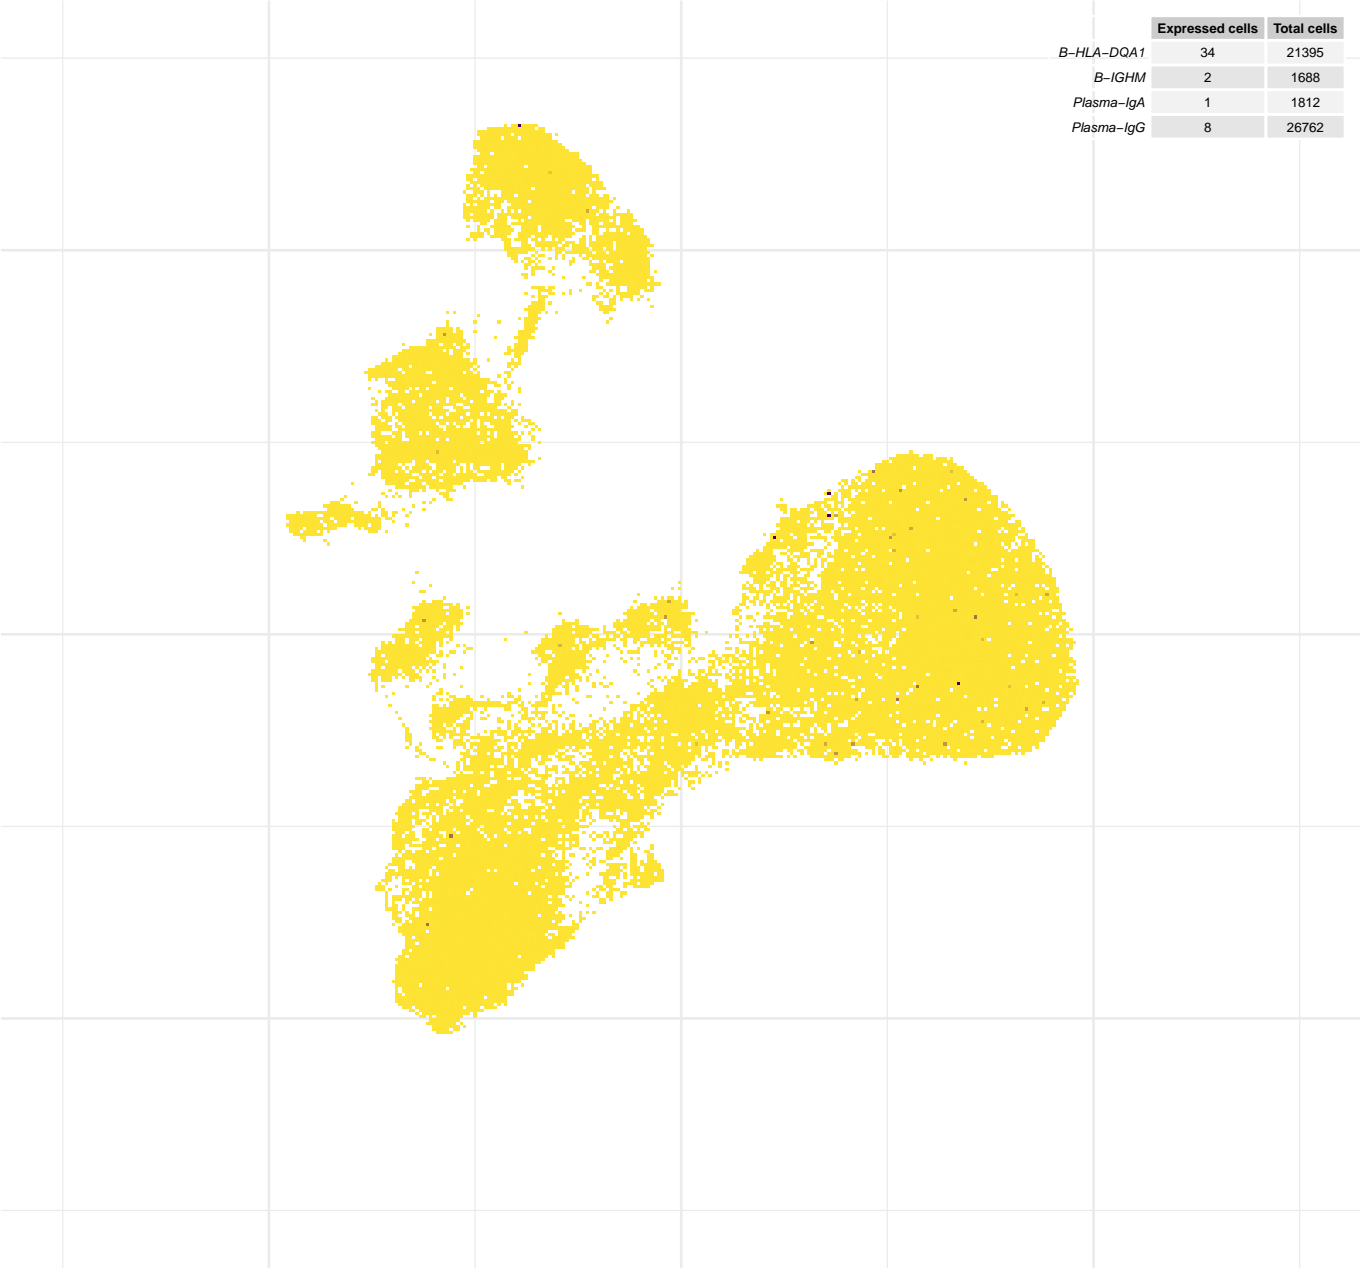 Expressed cells Total cells
B−HLA−DQA1 34 21395
B−IGHM 2 1688
Plasma−IgA 1 1812
Plasma−IgG 8 26762